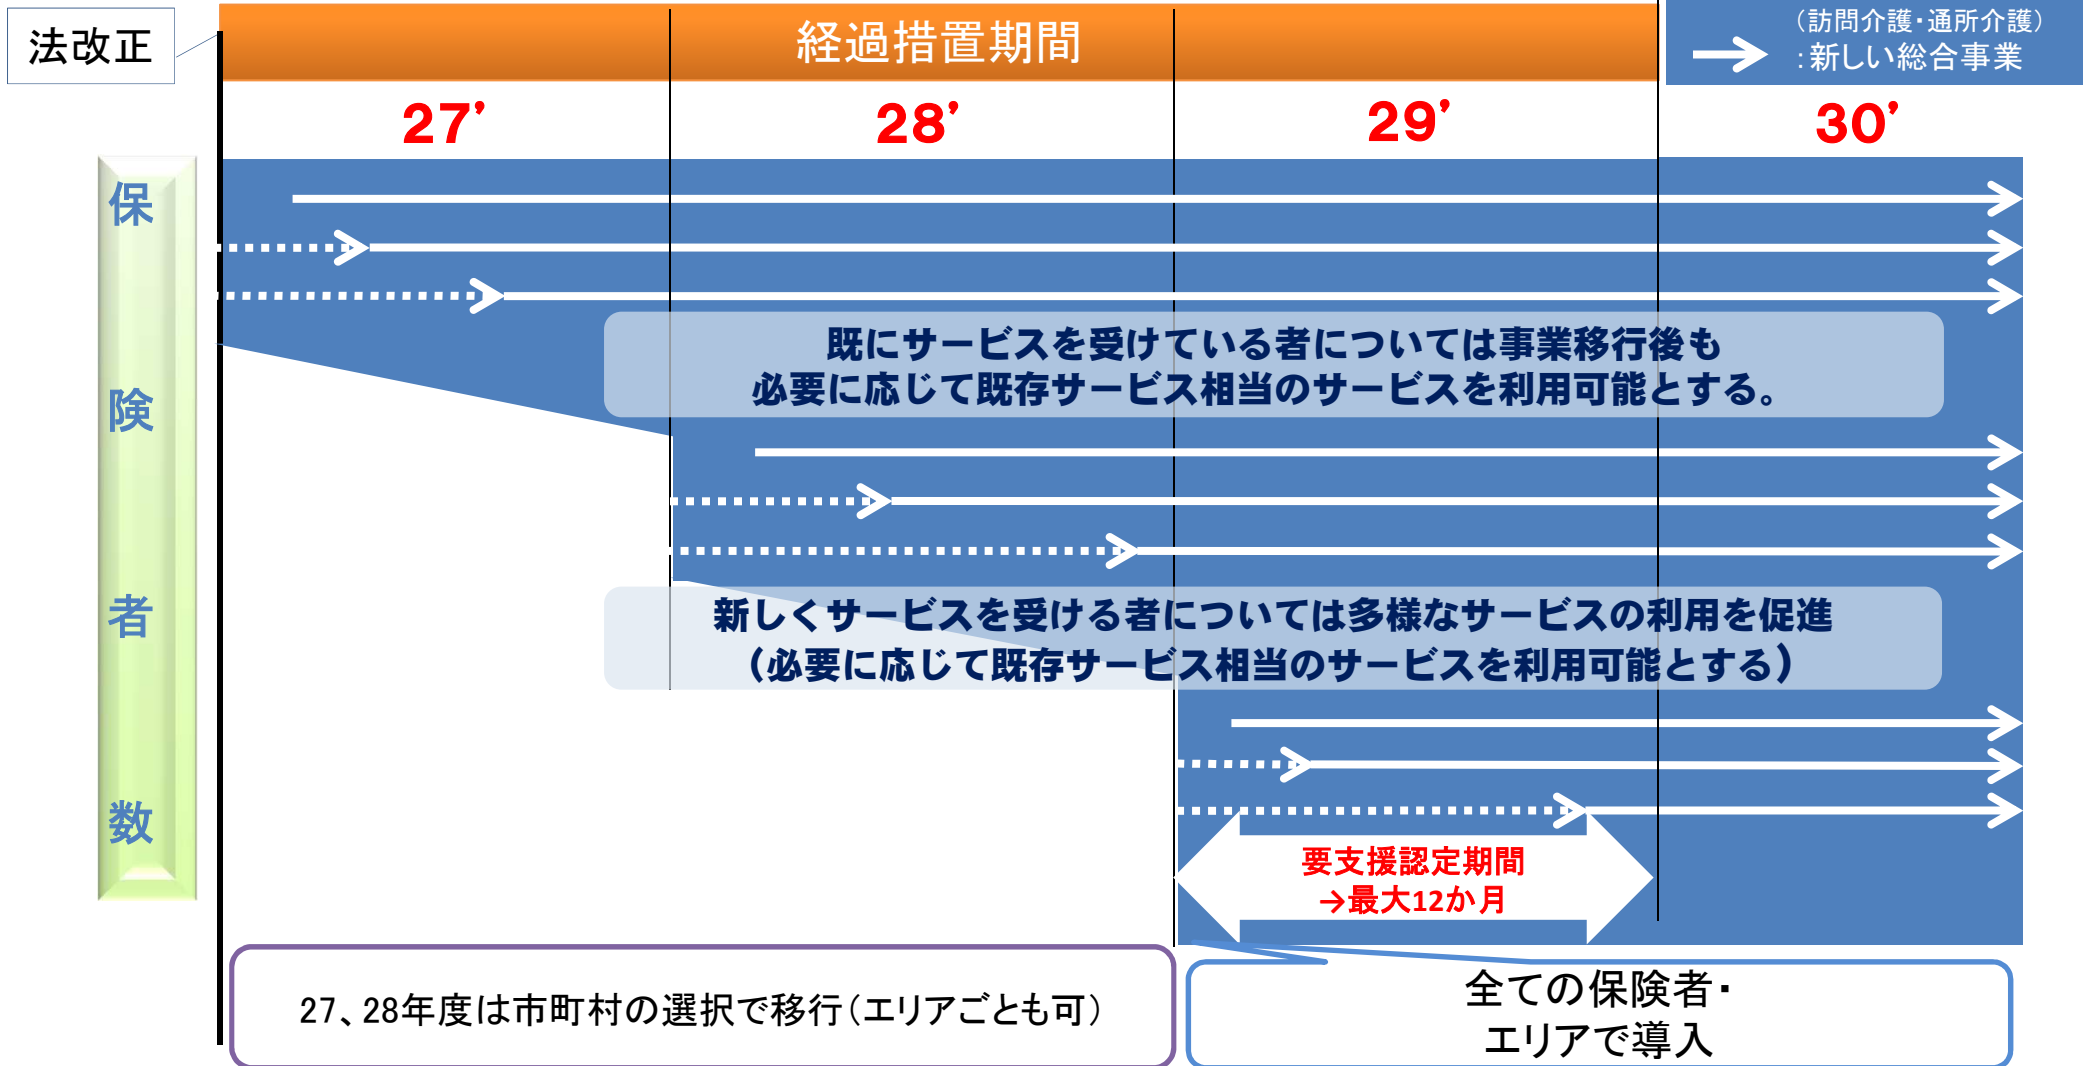 法改正
経過措置期間
（訪問介護・通所介護）
：新しい総合事業
27’
28’
29’
30’
保
険
者
数
既にサービスを受けている者については事業移行後も
必要に応じて既存サービス相当のサービスを利用可能とする。
新しくサービスを受ける者については多様なサービスの利用を促進
（必要に応じて既存サービス相当のサービスを利用可能とする）
要支援認定期間
→最大12か月
27、28年度は市町村の選択で移行（エリアごとも可）
全ての保険者・
エリアで導入